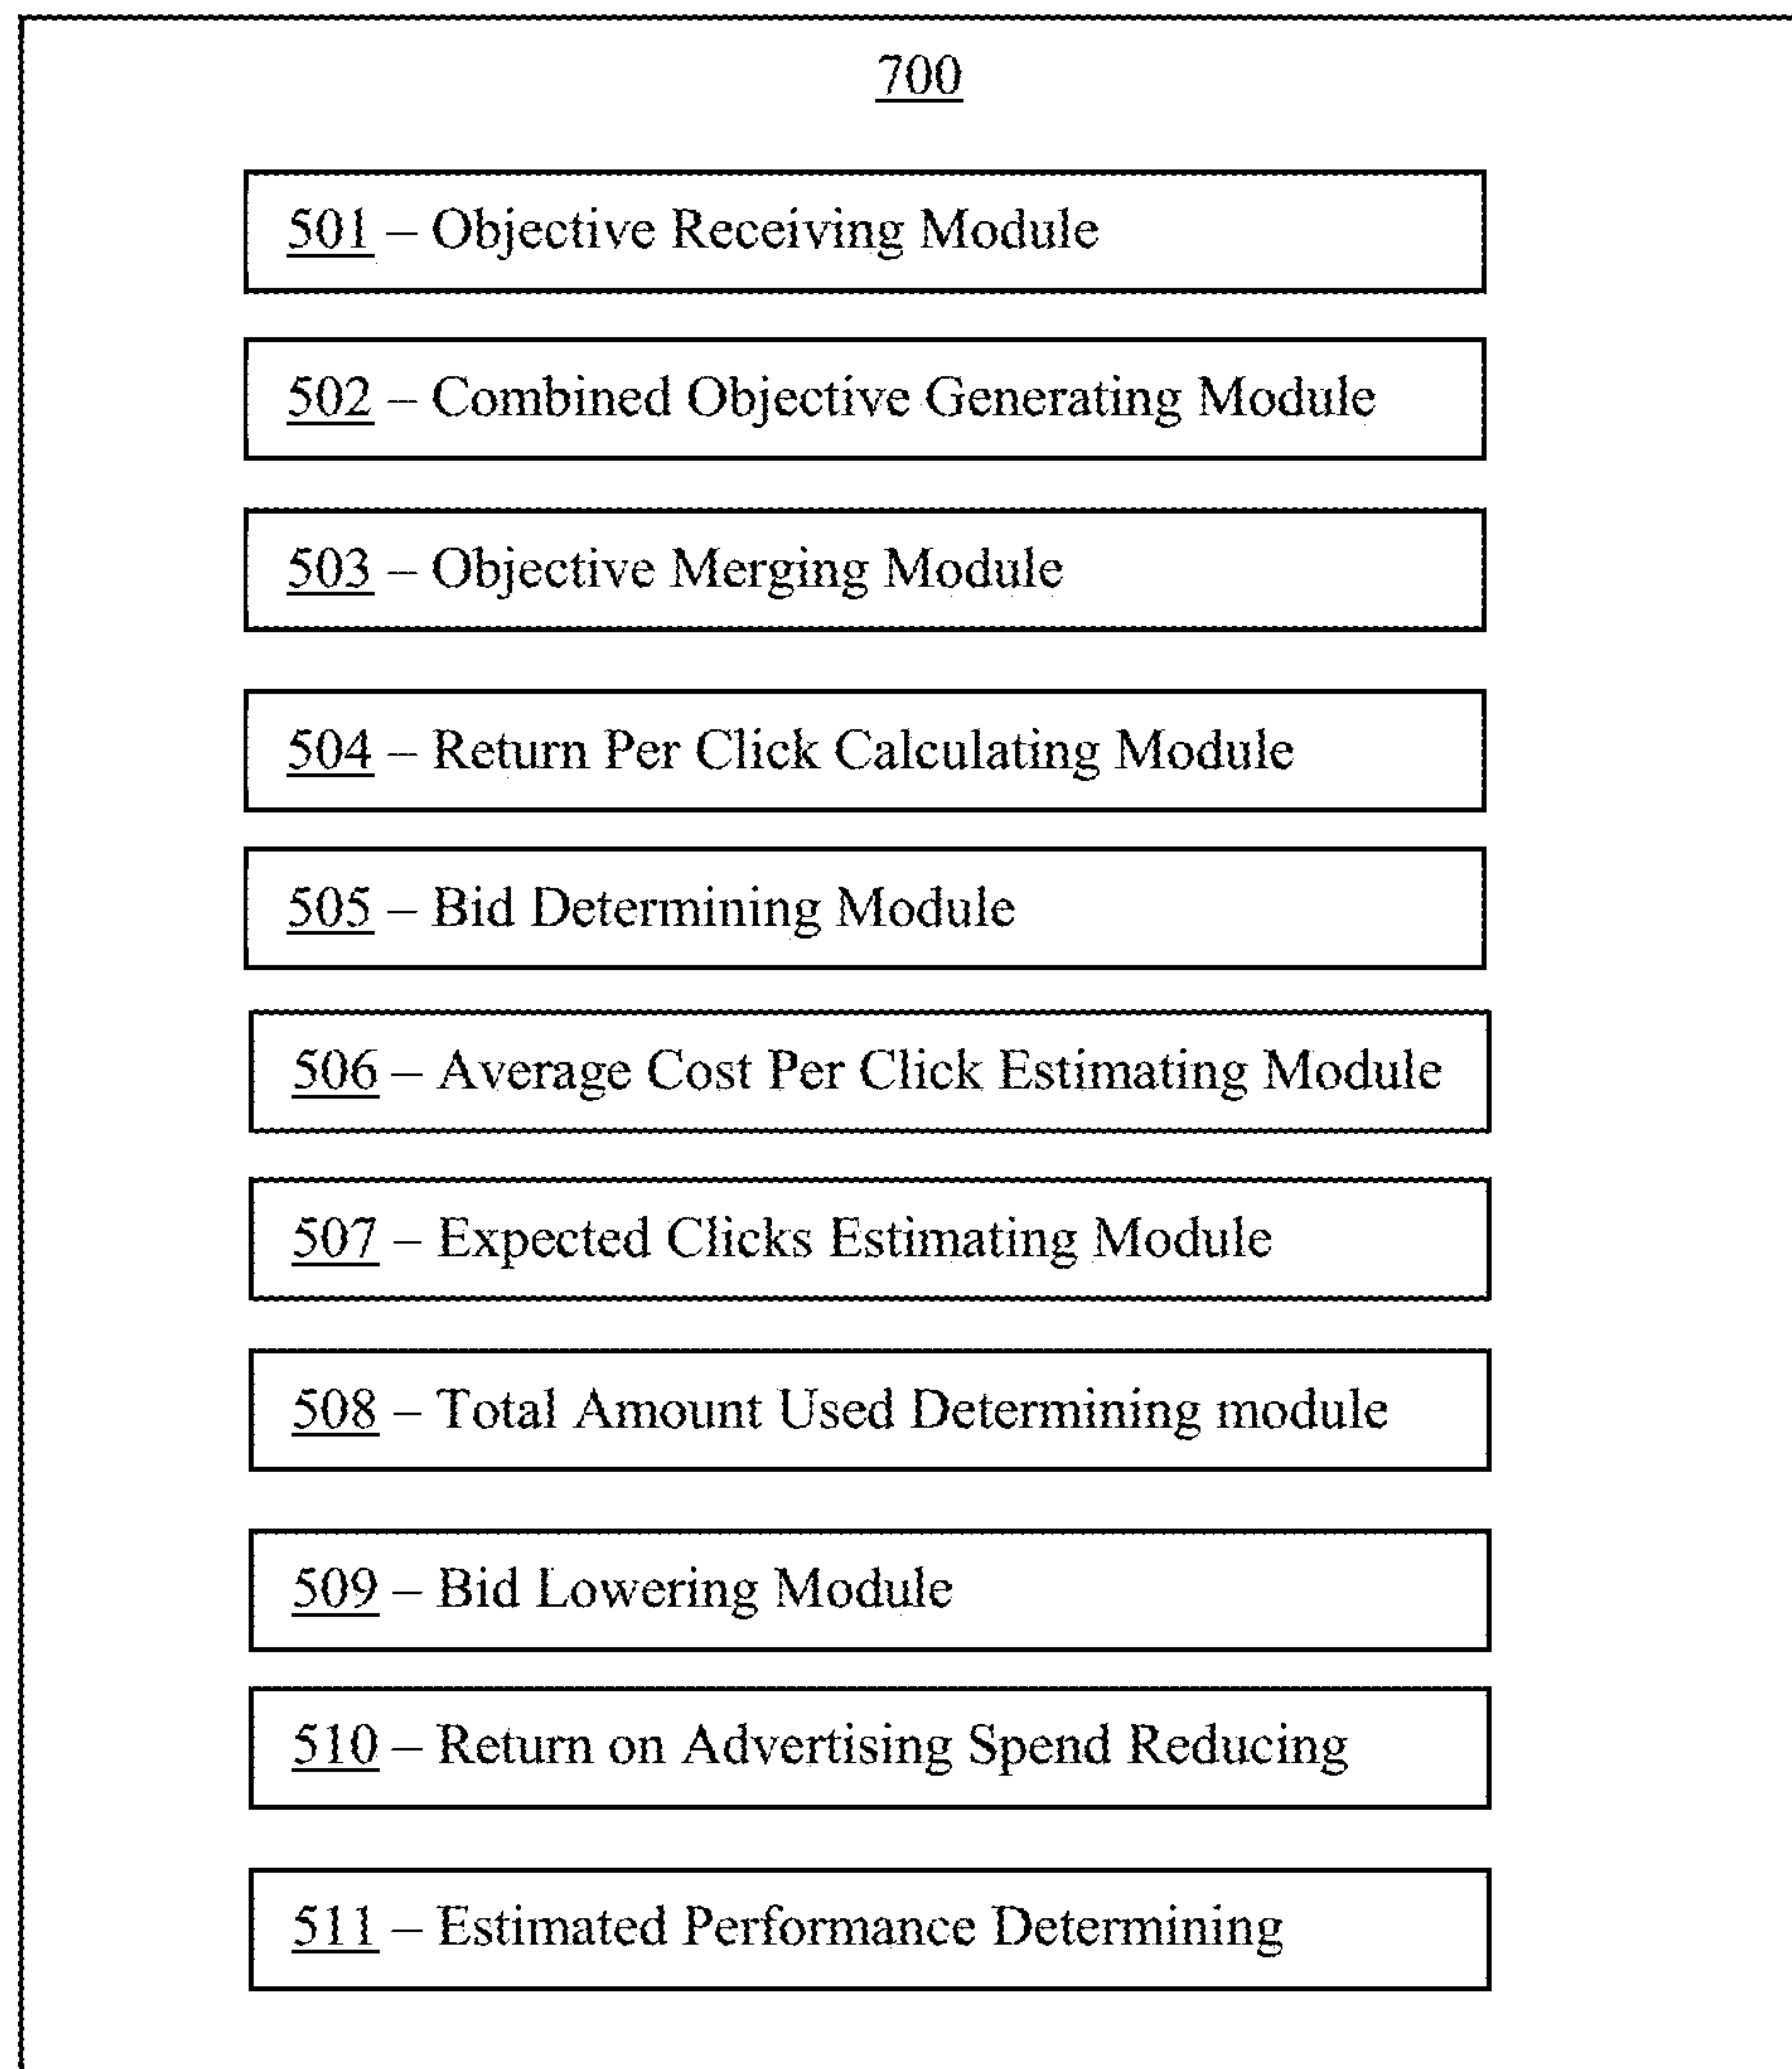 700
501 – Objective Receiving Module
502 – Combined Objective Generating Module
503 – Objective Merging Module
504 – Return Per Click Calculating Module
505 – Bid Determining Module
506 – Average Cost Per Click Estimating Module
507 – Expected Clicks Estimating Module
508 – Total Amount Used Determining module
509 – Bid Lowering Module
510 – Return on Advertising Spend Reducing
511 – Estimated Performance Determining